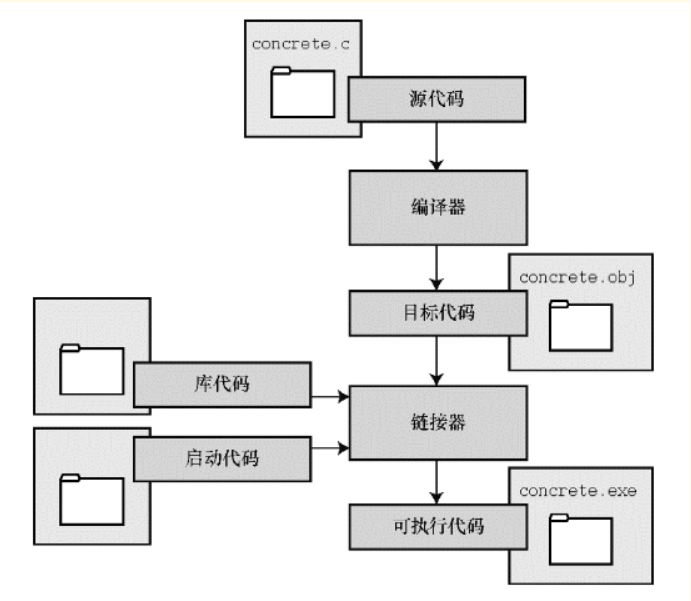 concrete.c
源代码
编译器
concrete.obj
目标代码
库代码
链接器
启动代码
concrete.exe
可执行代码